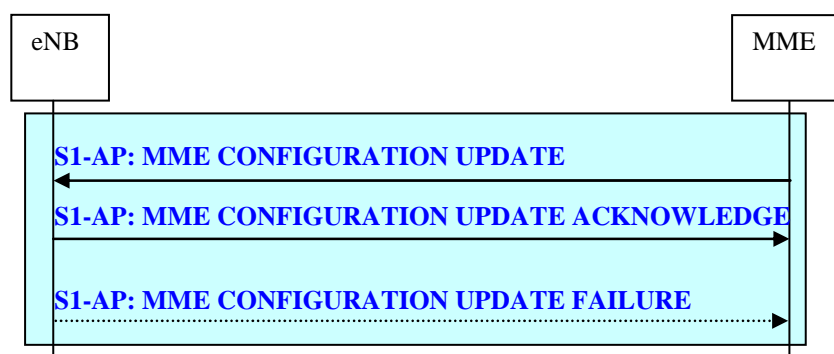 eNB
MME
S1-AP: MME CONFIGURATION UPDATE
S1-AP: MME CONFIGURATION UPDATE ACKNOWLEDGE
S1-AP: MME CONFIGURATION UPDATE FAILURE